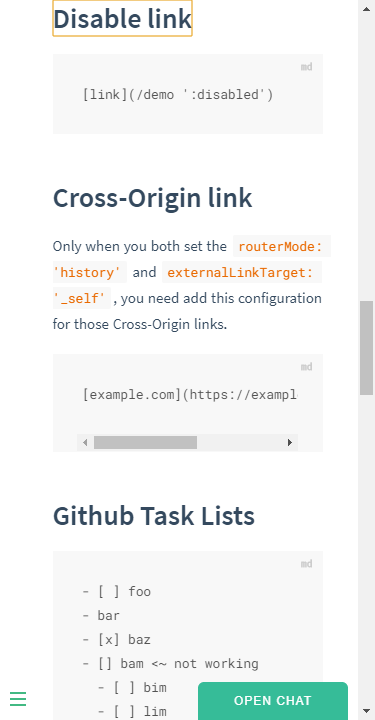 Disable link
md
[link](/demo ':disabled')
Cross-Origin link
Only when you both set the routerMode:
'history' and externalLinkTarget:
'_self' , you need add this configuration
for those Cross-Origin links.
md
[example.com](https://exampl
Github Task Lists
md
- [ ] foo
- bar
- [x] baz
- [] bam <~ not working
- [ ] bim
- [ ] lim
OPEN CHAT